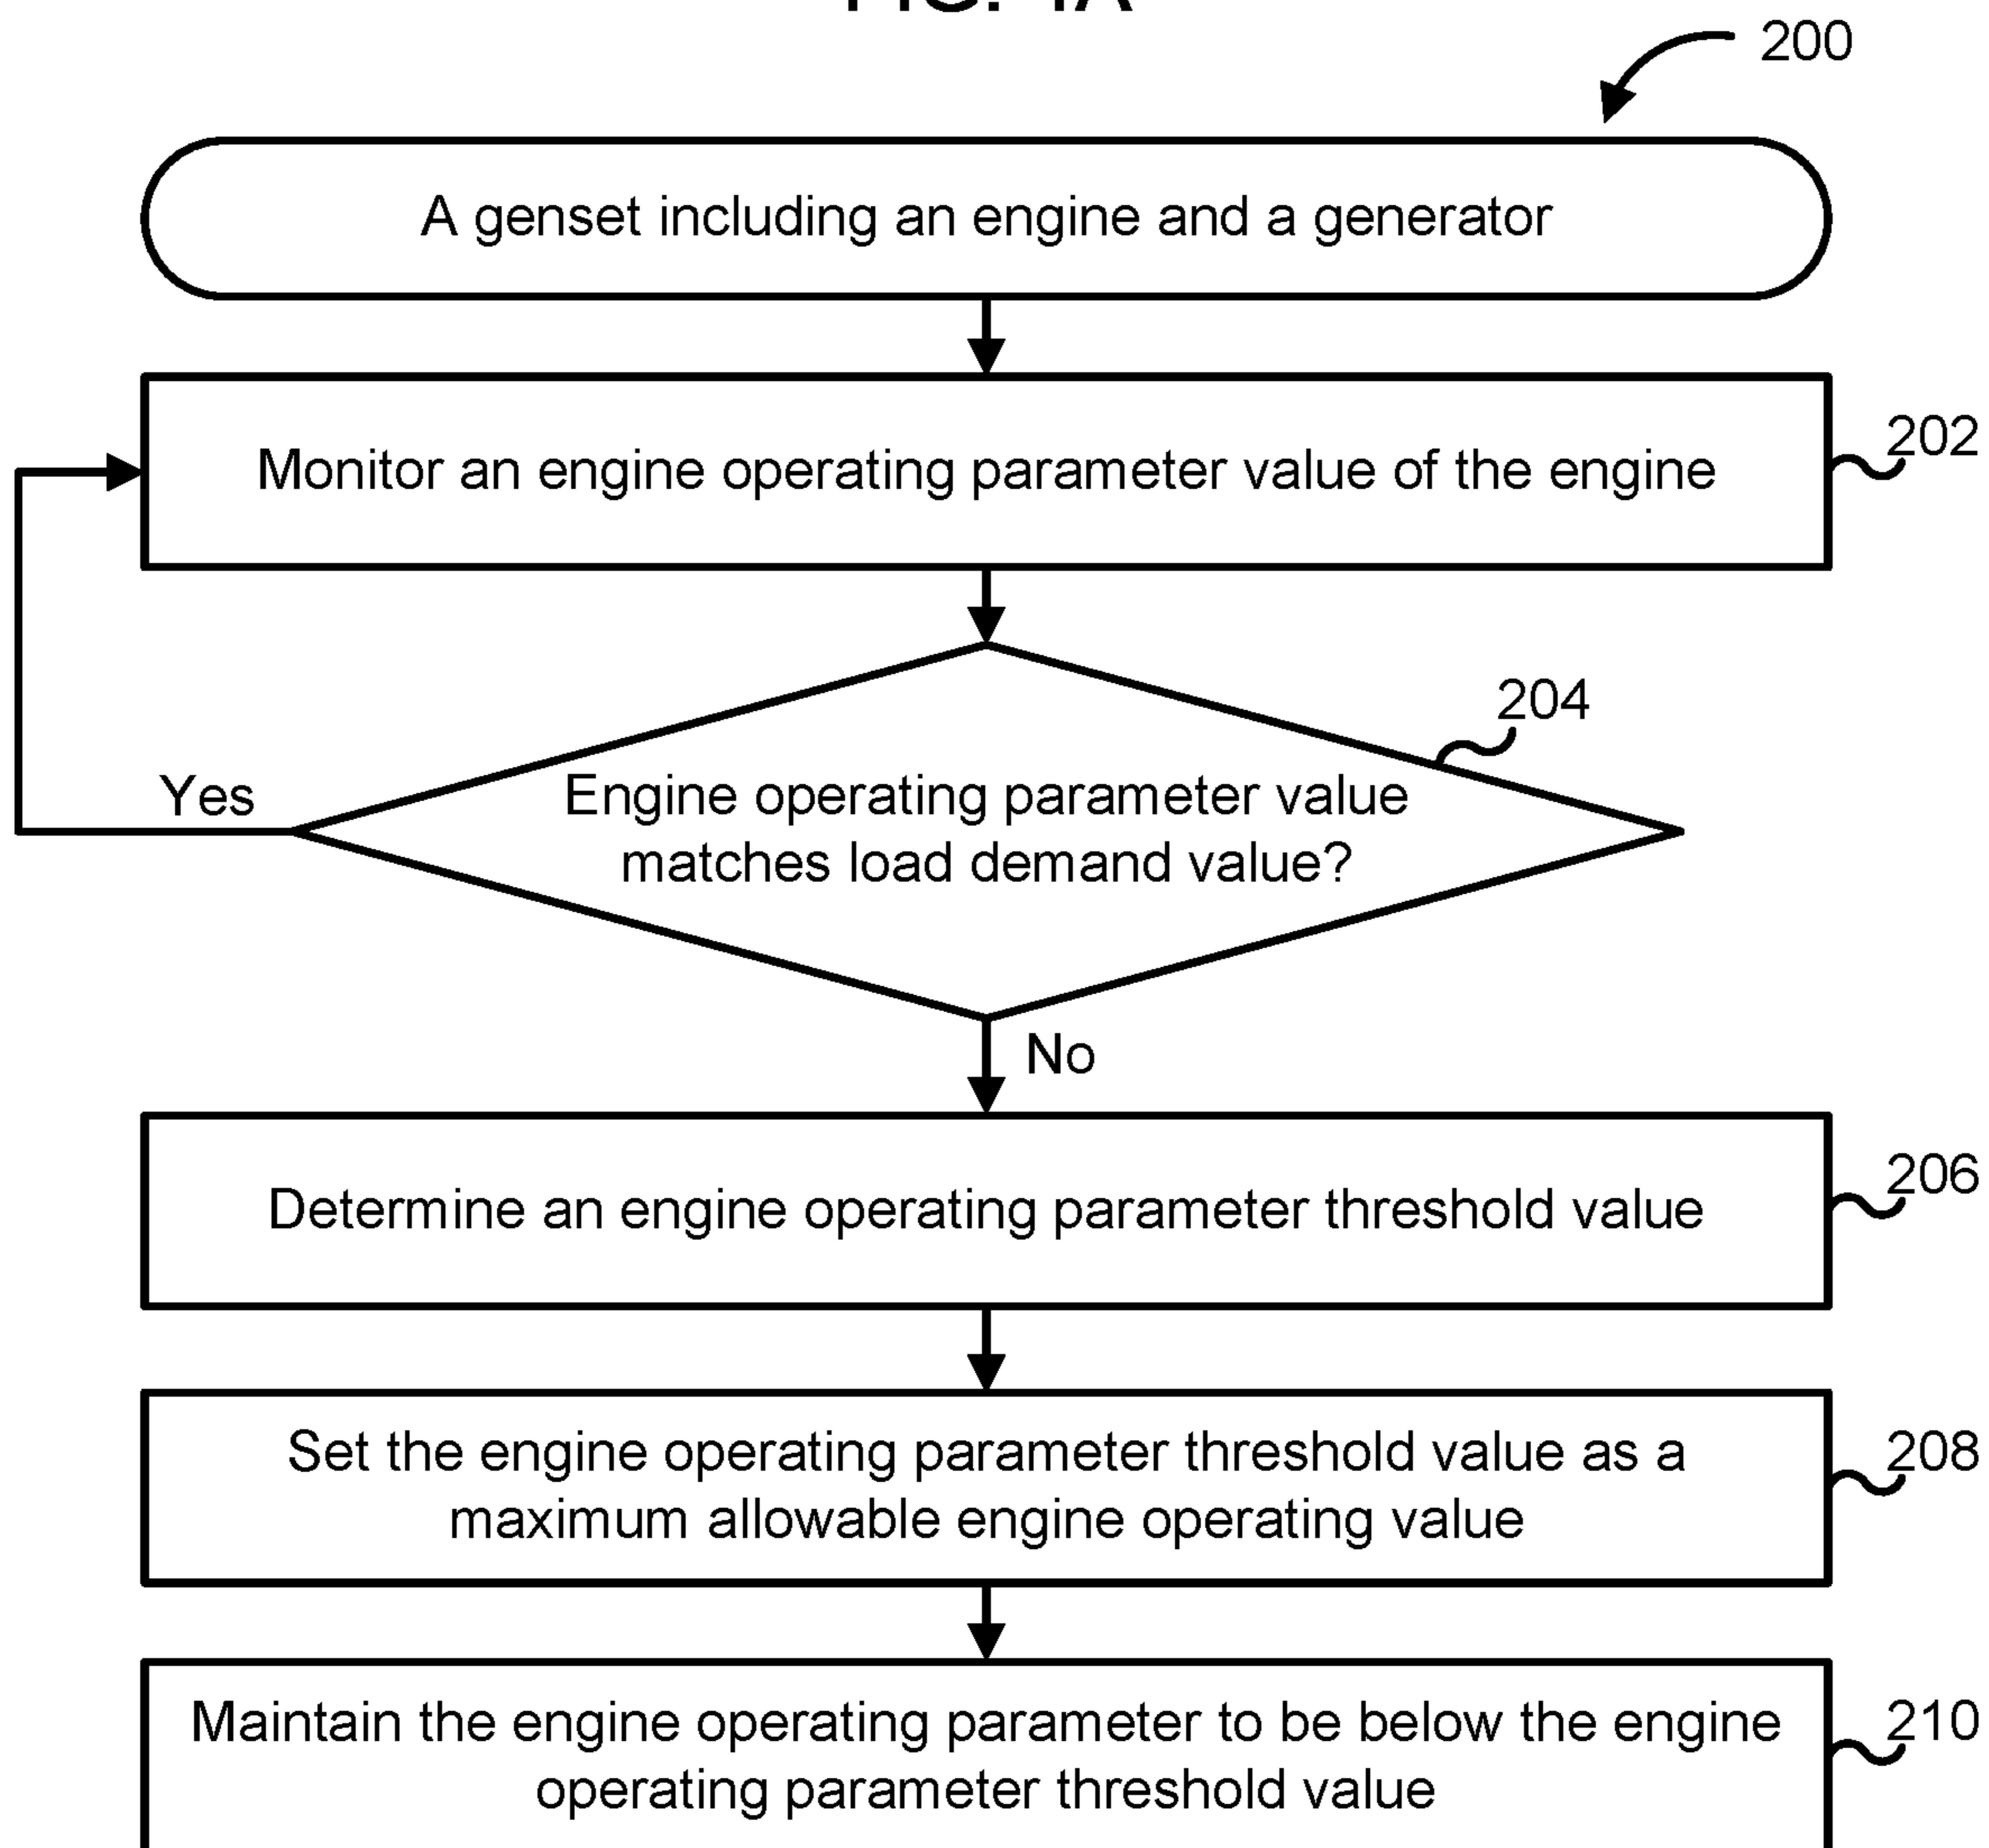 200
A genset including an engine and a generator
Monitor an engine operating parameter value of the engine
202
204
Engine operating parameter value
matches load demand value?
Yes
No
Determine an engine operating parameter threshold value
206
Set the engine operating parameter threshold value as a
maximum allowable engine operating value
208
Maintain the engine operating parameter to be below the engine
operating parameter threshold value
210